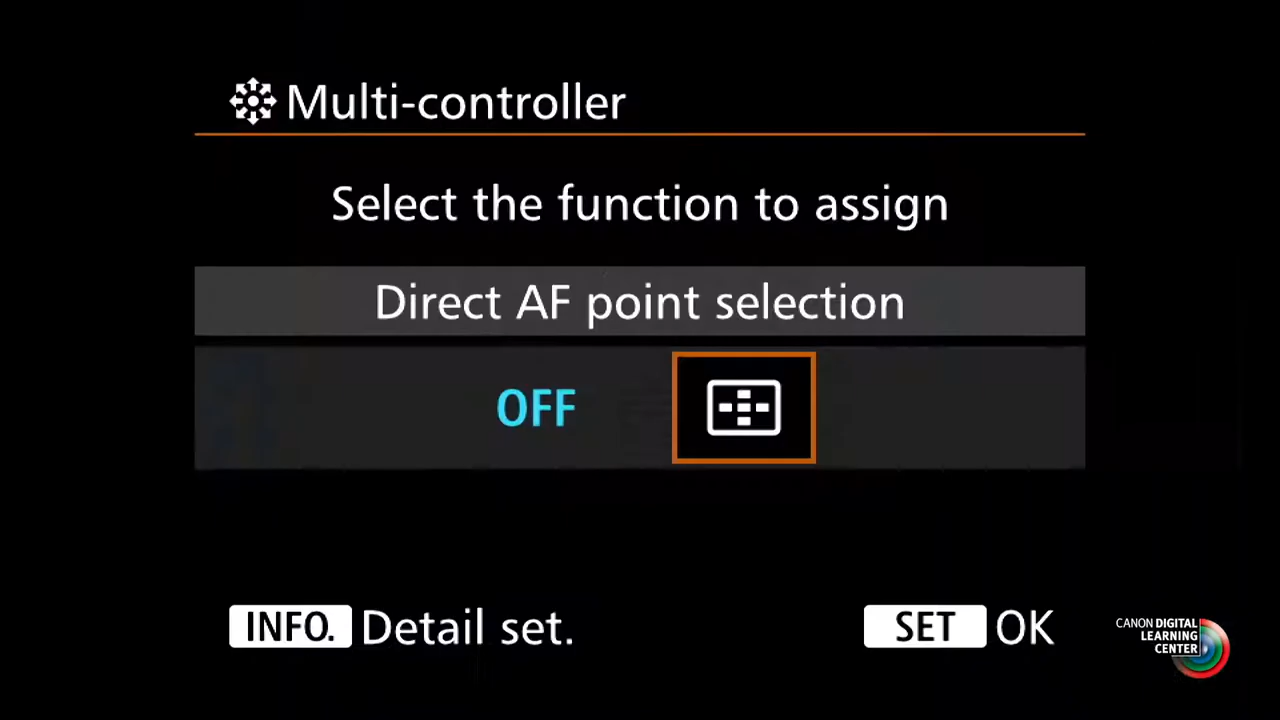 Multi-controller
Select the function to assign
Direct AF point selection
OFF
INFO. Detail set.
SET OK
CANON DIGITAL
LEARNING
CENTER